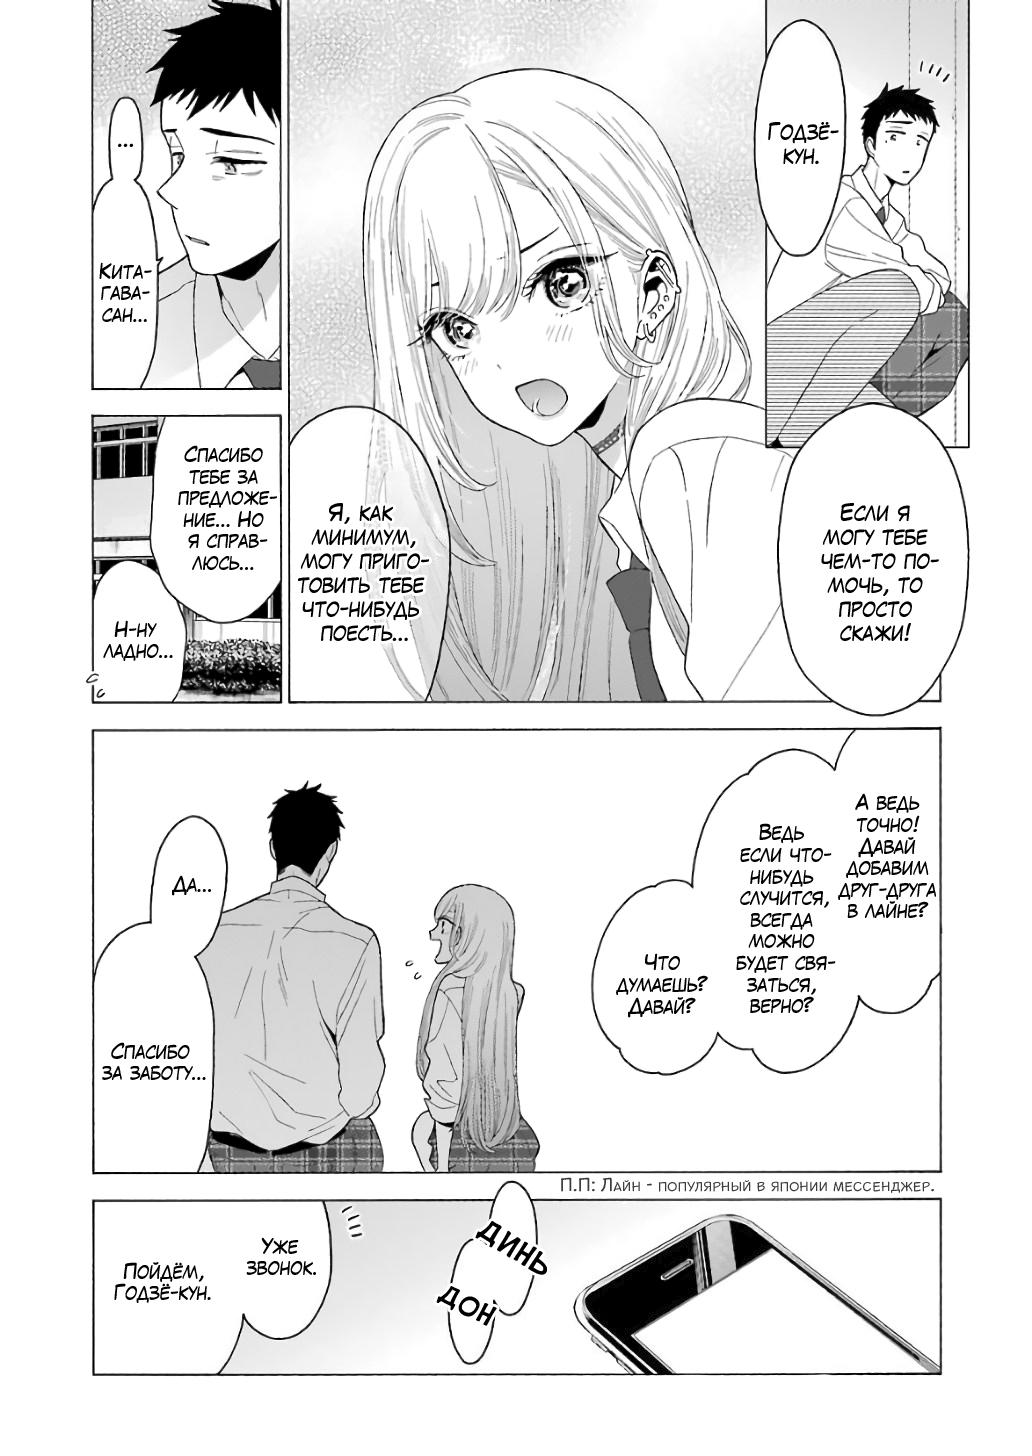 ГОДЗЁ-
КУН.
ЕСЛИ Я
МОГУ ТЕБЕ
ЧЕМ-ТО ПО-
МОЧЬ, ТО
ПРОСТО
СКАЖИ!
Я, КАК
МИНИМУМ,
МОГУ ПРИГО-
ТОВИТЬ ТЕБЕ
ЧТО-НИБУДЬ
ПОЕСТЬ...
...
КИТА-
ГАВА-
САН...
СПАСИБО
ТЕБЕ ЗА
ПРЕДЛОЖЕ-
НИЕ... НО
Я СПРАВ-
ЛЮСЬ...
Н-НУ
ЛАДНО...
А ВЕДЬ
ТОЧНО!
ДАВАЙ
ДОБАВИМ
ДРУГ-ДРУГА
В ЛАЙНЕ?
ВЕДЬ
ЕСЛИ ЧТО-
НИБУДЬ
СЛУЧИТСЯ,
ВСЕГДА
МОЖНО
БУДЕТ СВЯ-
ЗАТЬСЯ,
ВЕРНО?
ЧТО
ДУМАЕШЬ?
ДАВАЙ?
ДА...
СПАСИБО
ЗА ЗАБОТУ...
П.П: ЛАЙН - ПОПУЛЯРНЫЙ В ЯПОНИИ МЕССЕНДЖЕР.
ДИНЬ
ДОН
УЖЕ
ЗВОНОК.
ПОЙДЁМ,
ГОДЗЁ-КУН.